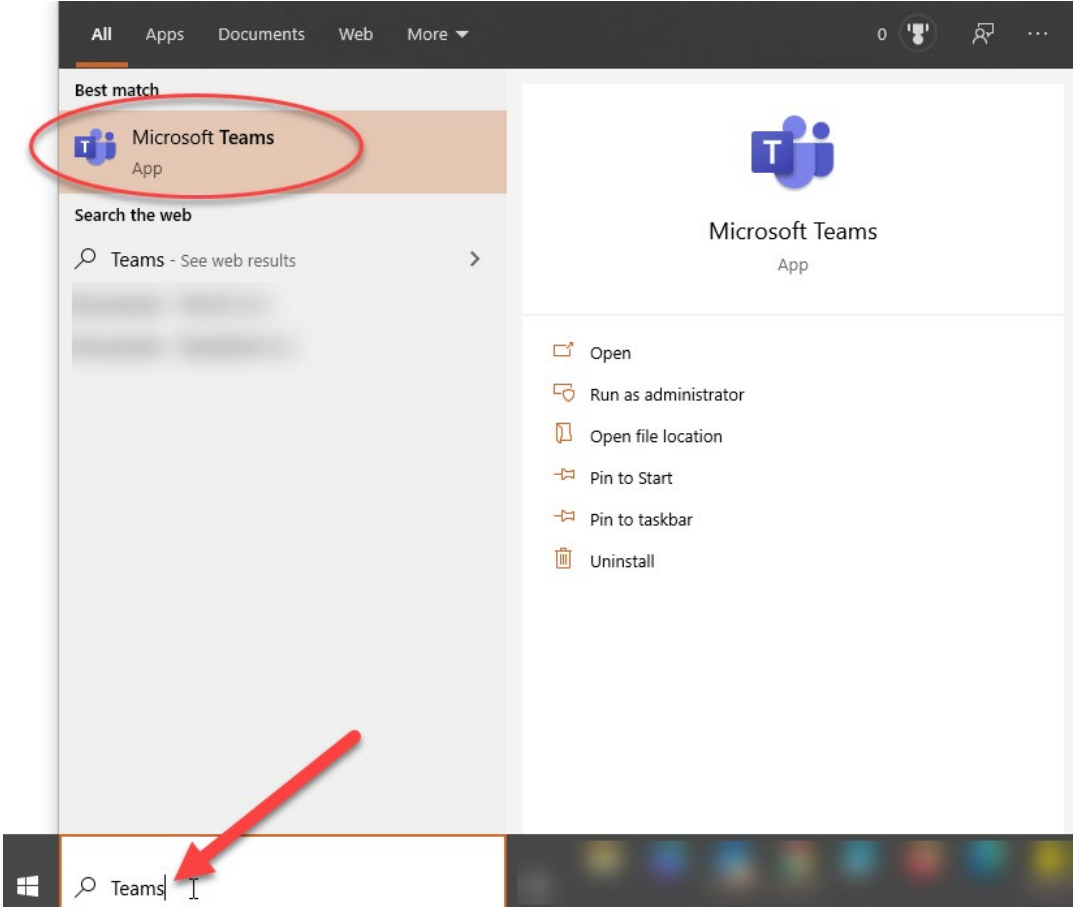 All Apps Documents Web More 0
Best match
Microsoft Teams
App
Search the web
Teams - See web results
Microsoft Teams
App
Open
Run as administrator
Open file location
Pin to Start
Pin to taskbar
Uninstall
Teams